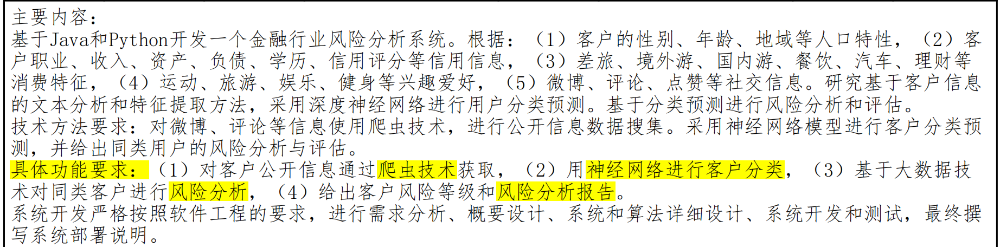 主要内容：
基于Java和Python开发一个金融行业风险分析系统。根据：（1）客户的性别、年龄、地域等人口特性，（2）客
户职业、收入、资产、负债、学历、信用评分等信用信息，（3）差旅、境外游、国内游、餐饮、汽车、理财等
消费特征，（4）运动、旅游、娱乐、健身等兴趣爱好，（5）微博、评论、点赞等社交信息。研究基于客户信息
的文本分析和特征提取方法，采用深度神经网络进行用户分类预测。基于分类预测进行风险分析和评估。
技术方法要求：对微博、评论等信息使用爬虫技术，进行公开信息数据搜集。采用神经网络模型进行客户分类预
测，并给出同类用户的风险分析与评估。
具体功能要求：（1）对客户公开信息通过爬虫技术获取，（2）用神经网络进行客户分类，（3）基于大数据技
术对同类客户进行风险分析，（4）给出客户风险等级和风险分析报告。
系统开发严格按照软件工程的要求，进行需求分析、概要设计、系统和算法详细设计、系统开发和测试，最终撰
写系统部署说明。